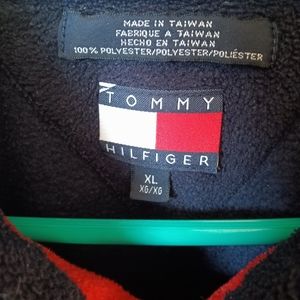 MADE IN TAIWAN
FABRIQUE A TAIWAN
HECHO EN TAIWAN
100% POLYESTER/POLYESTER/POLIÉSTER
TOMMY
HILFIGER
XL
XG/XG